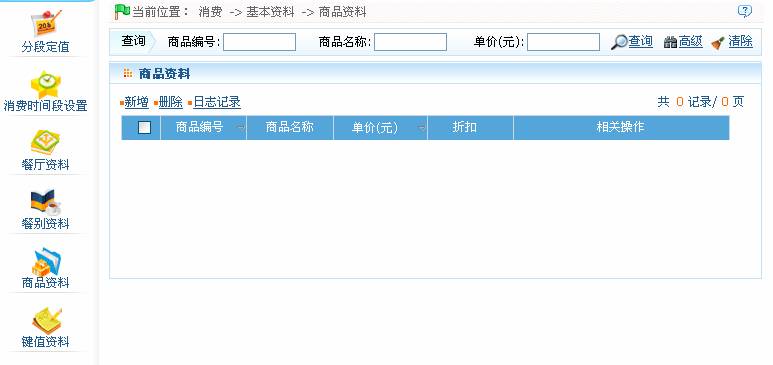 当前位置： 消费 -> 基本资料 -> 商品资料
查询 商品编号: 商品名称: 单价(元): 查询 高级 清除
商品资料
新增 删除 日志记录 共 0 记录/ 0 页
商品编号 商品名称 单价(元) 折扣 相关操作
分段定值
消费时间段设置
餐厅资料
餐别资料
商品资料
键值资料